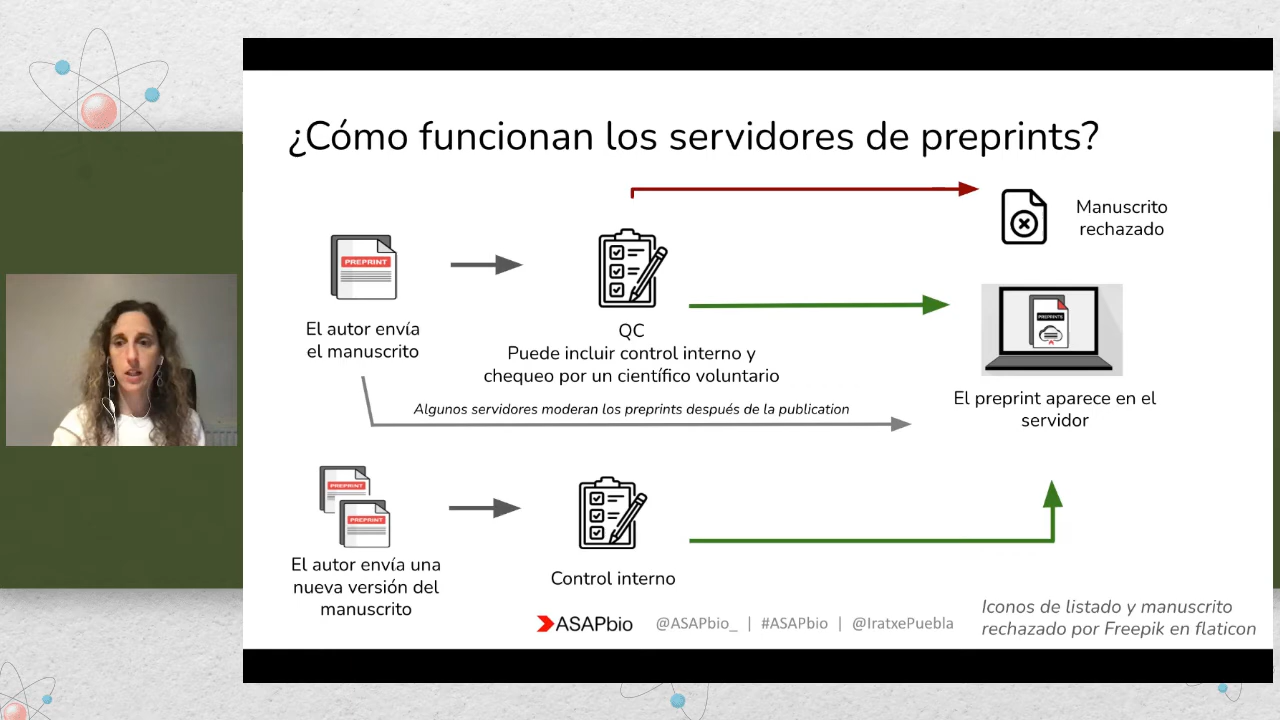 ¿Cómo funcionan los servidores de preprints?
Manuscrito
rechazado
PREPRINT
El autor envía
el manuscrito
QC
Puede incluir control interno y
chequeo por un científico voluntario
PREPRINTS
El preprint aparece en el
servidor
Algunos servidores moderan los preprints después de la publication
PREPRINT
PREPRINT
El autor envía una
nueva versión del
manuscrito
Control interno
ASAPbio
@ASAPbio_ | #ASAPbio | @IratxePuebla
Iconos de listado y manuscrito
rechazado por Freepik en flaticon